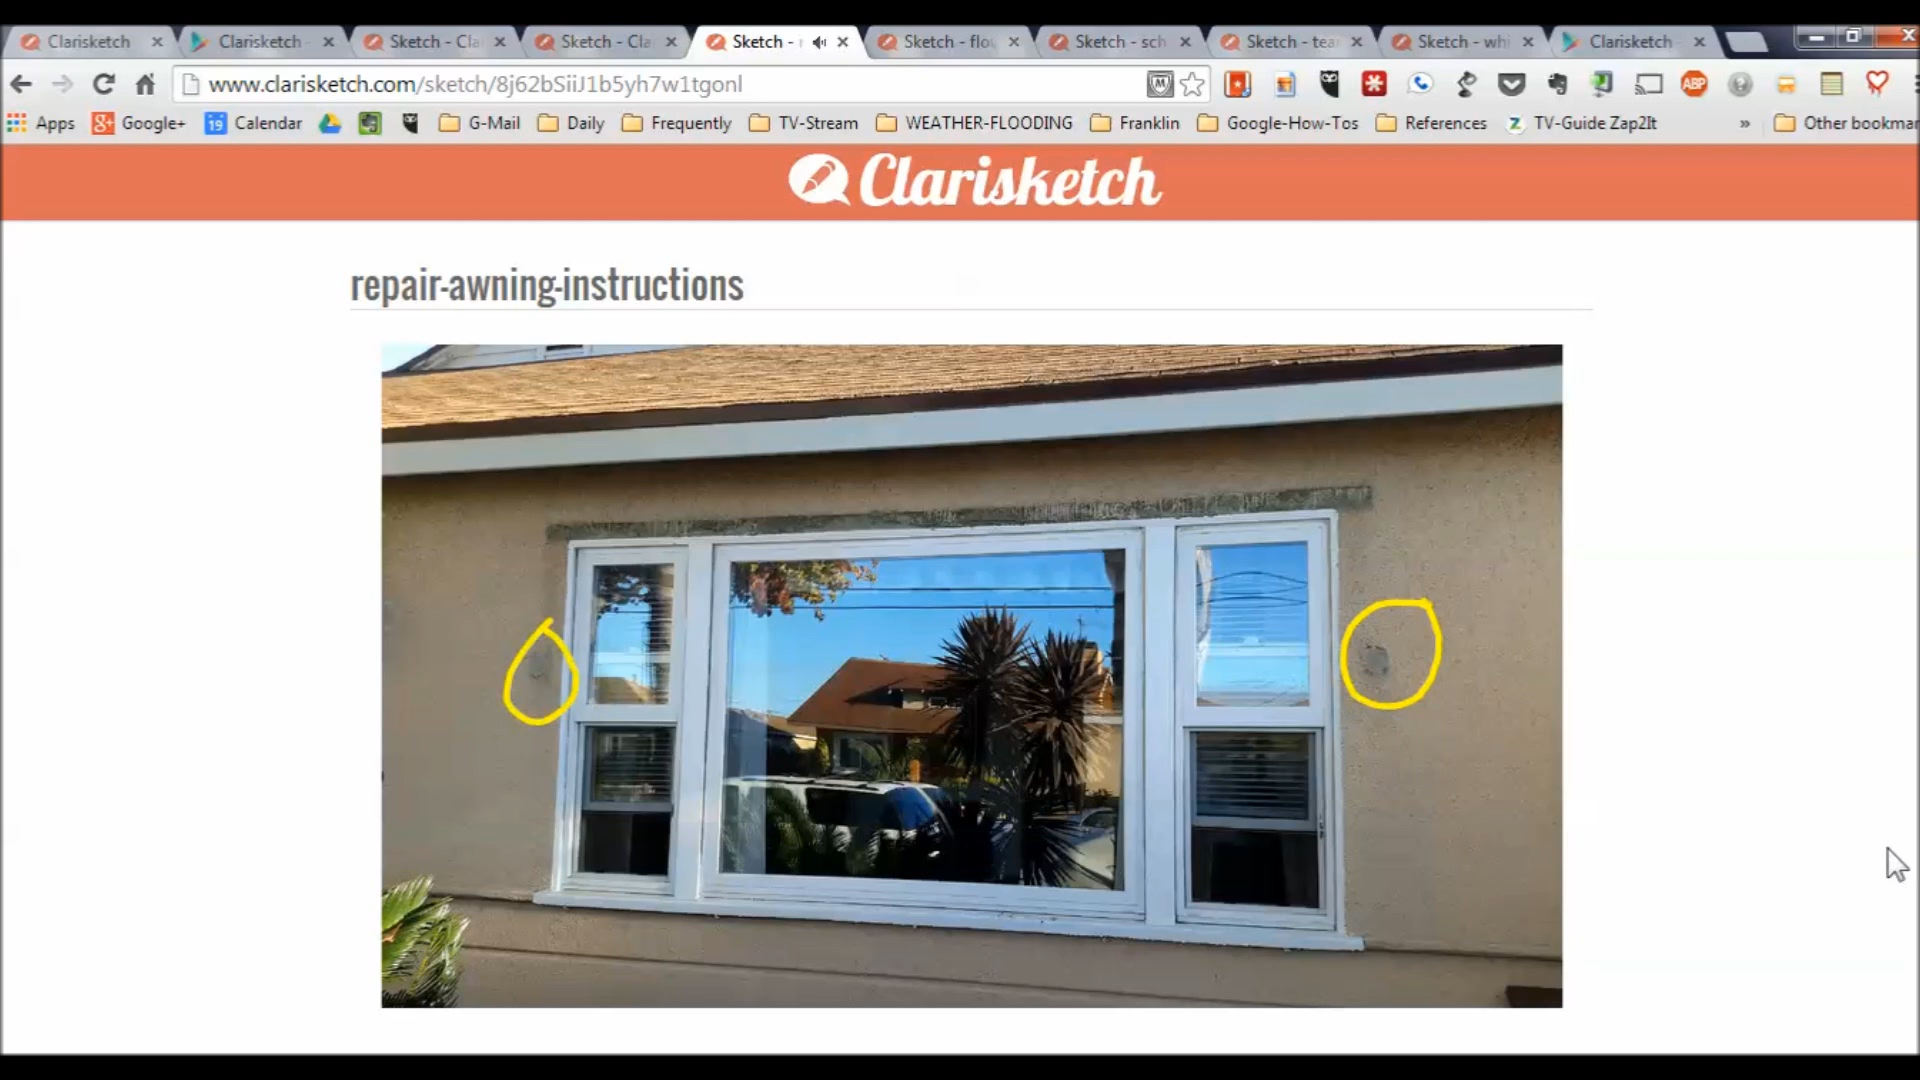 Clarisketch
Clarisketch
Sketch - Cla
Sketch - Cla
Sketch -
Sketch - flo
Sketch - sch
Sketch - tea
Sketch - whi
Clarisketch
www.clarisketch.com/sketch/8j62bSiiJ1b5yh7w1tgonl
ABP
Apps
Google+
19 Calendar
G-Mail
Daily
Frequently
TV-Stream
WEATHER-FLOODING
Franklin
Google-How-Tos
References
TV-Guide Zap2It
»
Other bookmar
Clarisketch
repair-awning-instructions